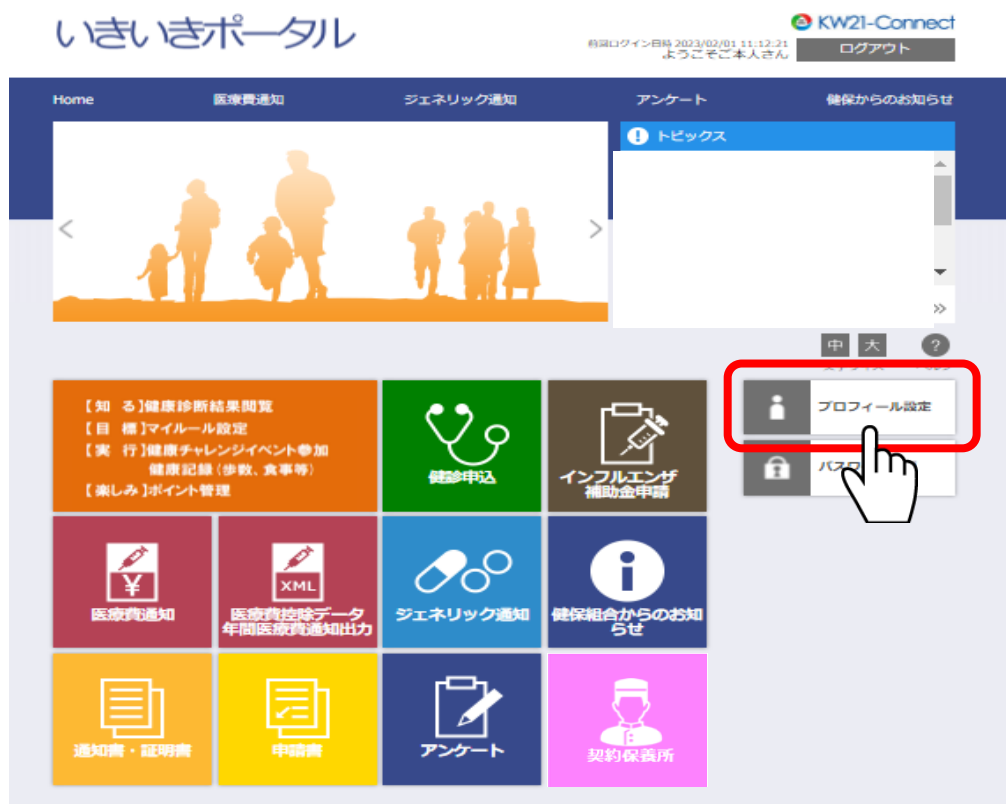 いきいきポータル
KW21-Connect
前回ログイン日時 2023/02/01 11:12:21
ようこそご本人さん
ログアウト
Home 医療費通知 ジェネリック通知 アンケート 健保からのお知らせ
! トピックス
中 大 ?
【知 る】健康診断結果閲覧
【目 標】マイルール設定
【実 行】健康チャレンジイベント参加
健康記録（歩数、食事等）
【楽しみ】ポイント管理
健診申込
インフルエンザ
補助金申請
プロフィール設定
パスワ
¥
医療費通知
XML
医療費控除データ
年間医療費通知出力
ジェネリック通知
i
健保組合からのお知
らせ
通知書・証明書
申請書
アンケート
契約保養所